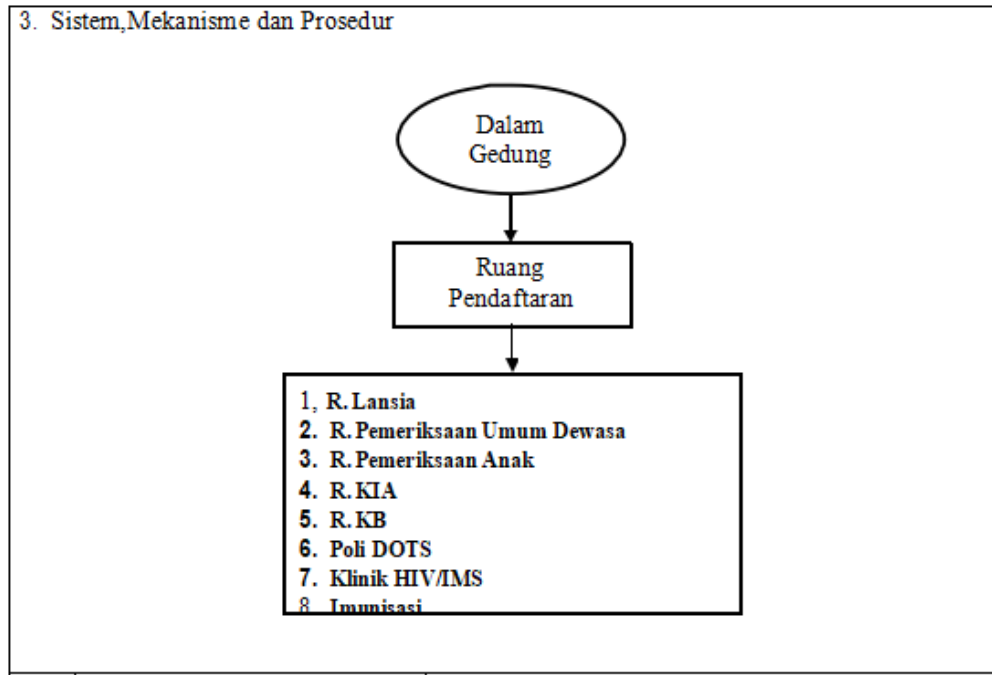 3. Sistem,Mekanisme dan Prosedur
Dalam
Gedung
Ruang
Pendaftaran
1, R. Lansia
2. R. Pemeriksaan Umum Dewasa
3. R. Pemeriksaan Anak
4. R. KIA
5. R. KB
6. Poli DOTS
7. Klinik HIV/IMS
8 Imunisasi